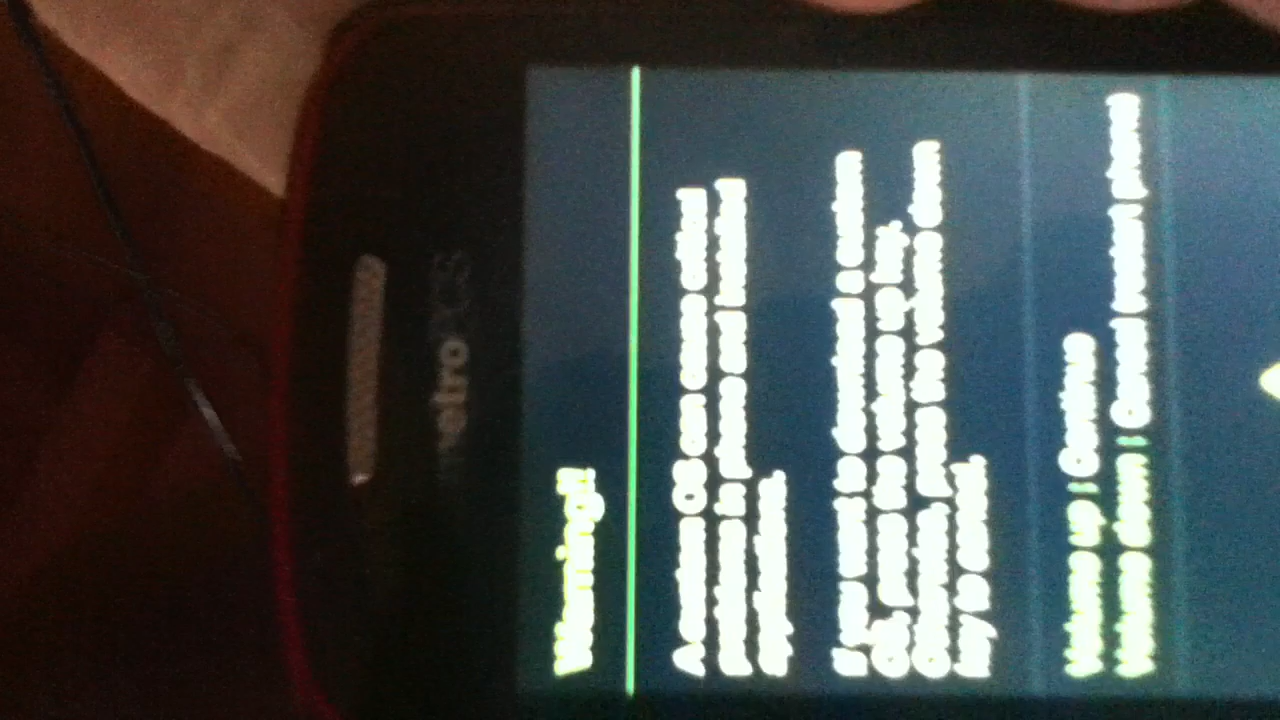 metroPCS
Warning!!
A custom OS can cause critical
problems in phone and installed
applications.
If you want to download a custom
OS, press the volume up key.
Otherwise, press the volume down
key to cancel.
Volume up : Continue
Volume down : Cancel (restart phone)